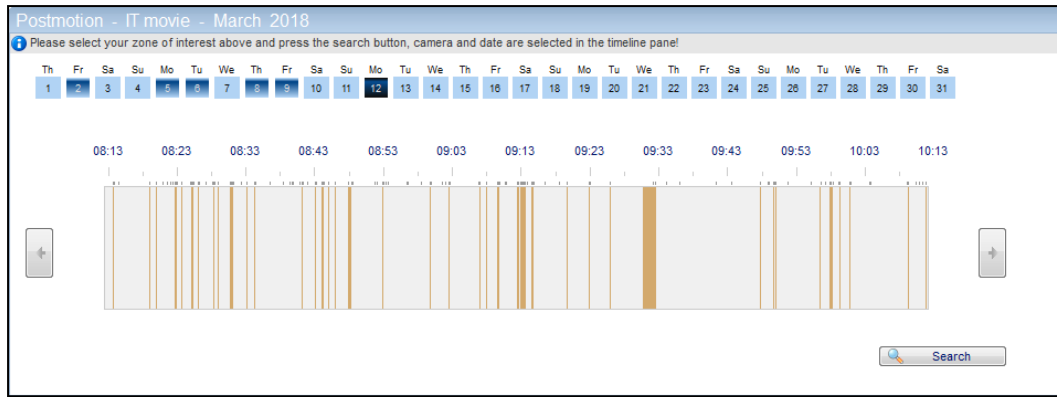 Postmotion - IT movie - March 2018
Please select your zone of interest above and press the search button, camera and date are selected in the timeline pane!
Th Fr Sa Su Mo Tu We Th Fr Sa Su Mo Tu We Th Fr Sa Su Mo Tu We Th Fr Sa Su Mo Tu We Th Fr Sa
1 2 3 4 5 6 7 8 9 10 11 12 13 14 15 16 17 18 19 20 21 22 23 24 25 26 27 28 29 30 31
08:13 08:23 08:33 08:43 08:53 09:03 09:13 09:23 09:33 09:43 09:53 10:03 10:13
Search